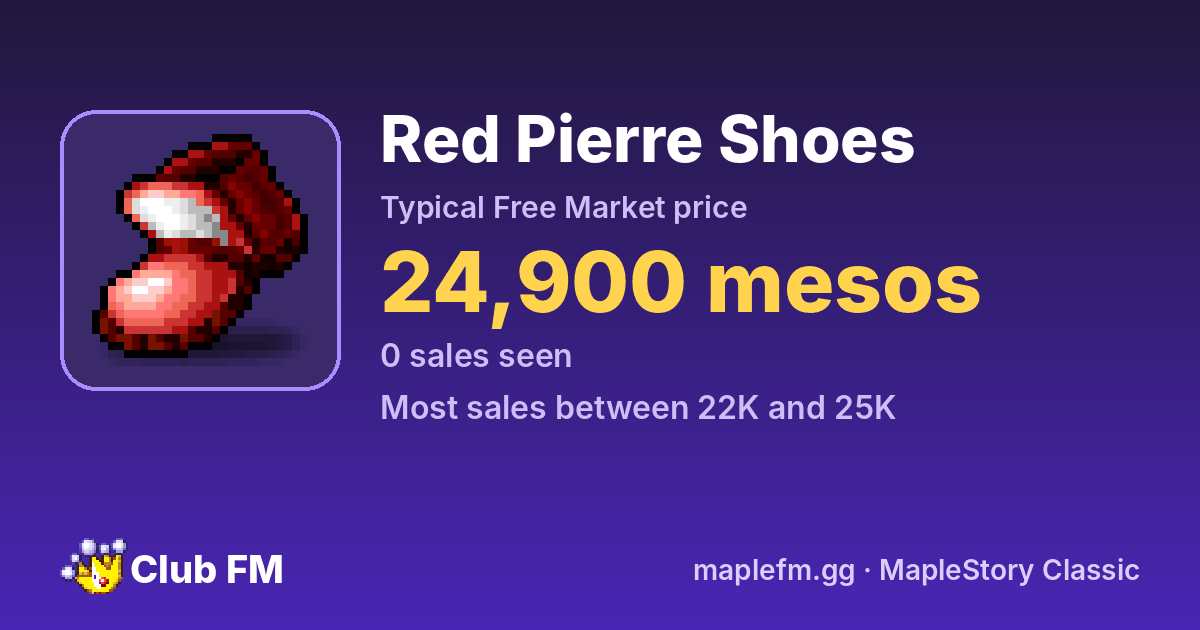 Red Pierre Shoes
Typical Free Market price
24,900 mesos
0 sales seen
Most sales between 22K and 25K
Club FM
maplefm.gg · MapleStory Classic